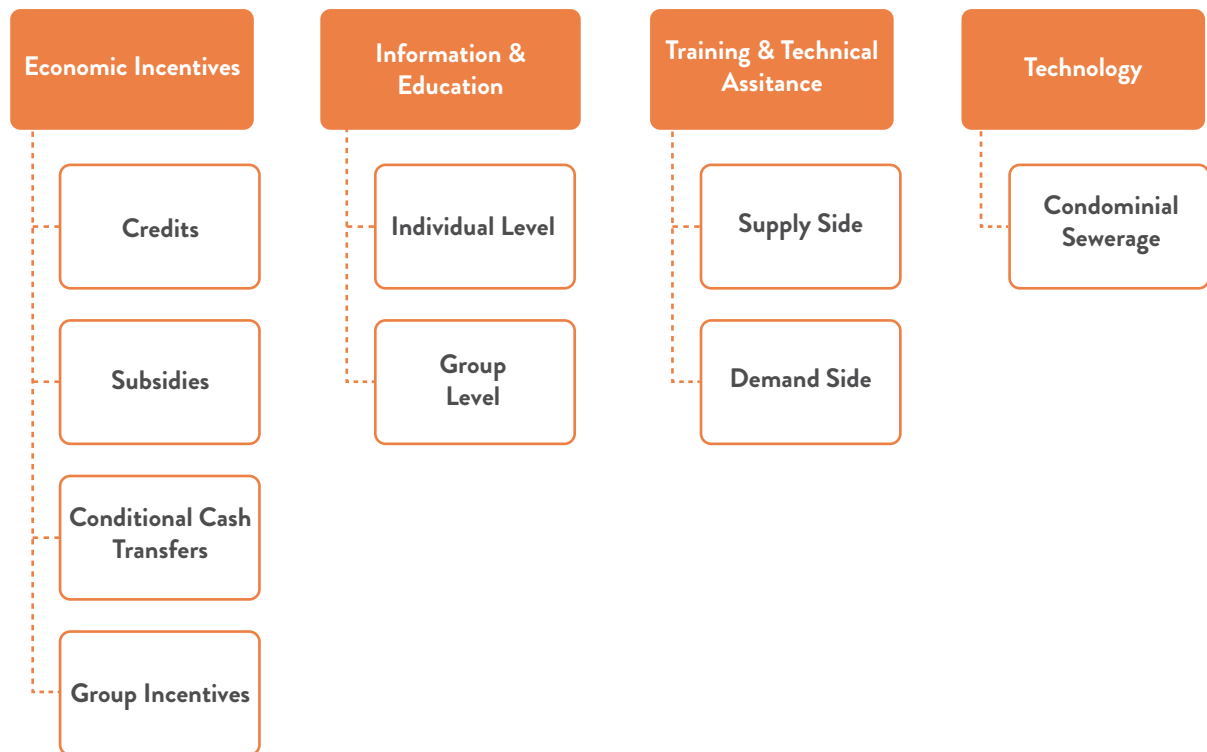 Economic Incentives
Credits
Subsidies
Conditional Cash
Transfers
Group Incentives
Information &
Education
Individual Level
Group
Level
Training & Technical
Assitance
Supply Side
Demand Side
Technology
Condominial
Sewerage